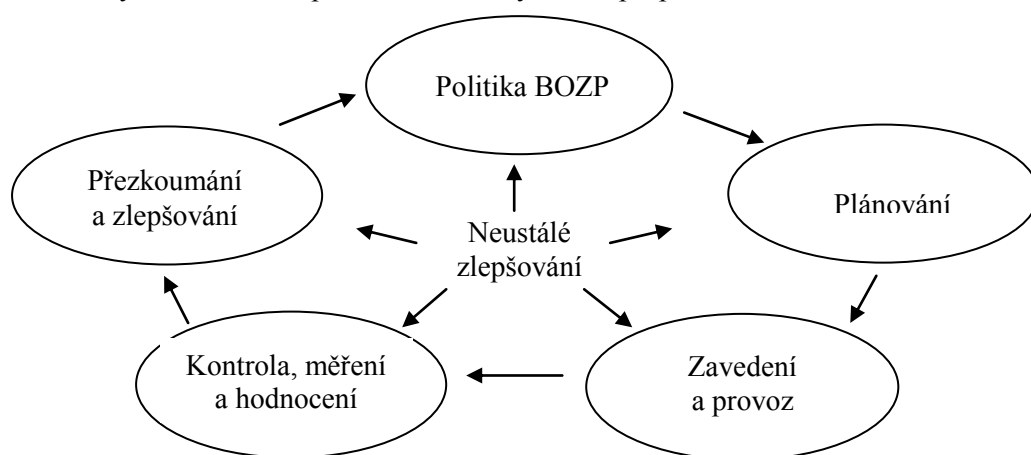 Politika BOZP
Přezkoumání
a zlepšování
Plánování
Neustálé
zlepšování
Kontrola, měření
a hodnocení
Zavedení
a provoz